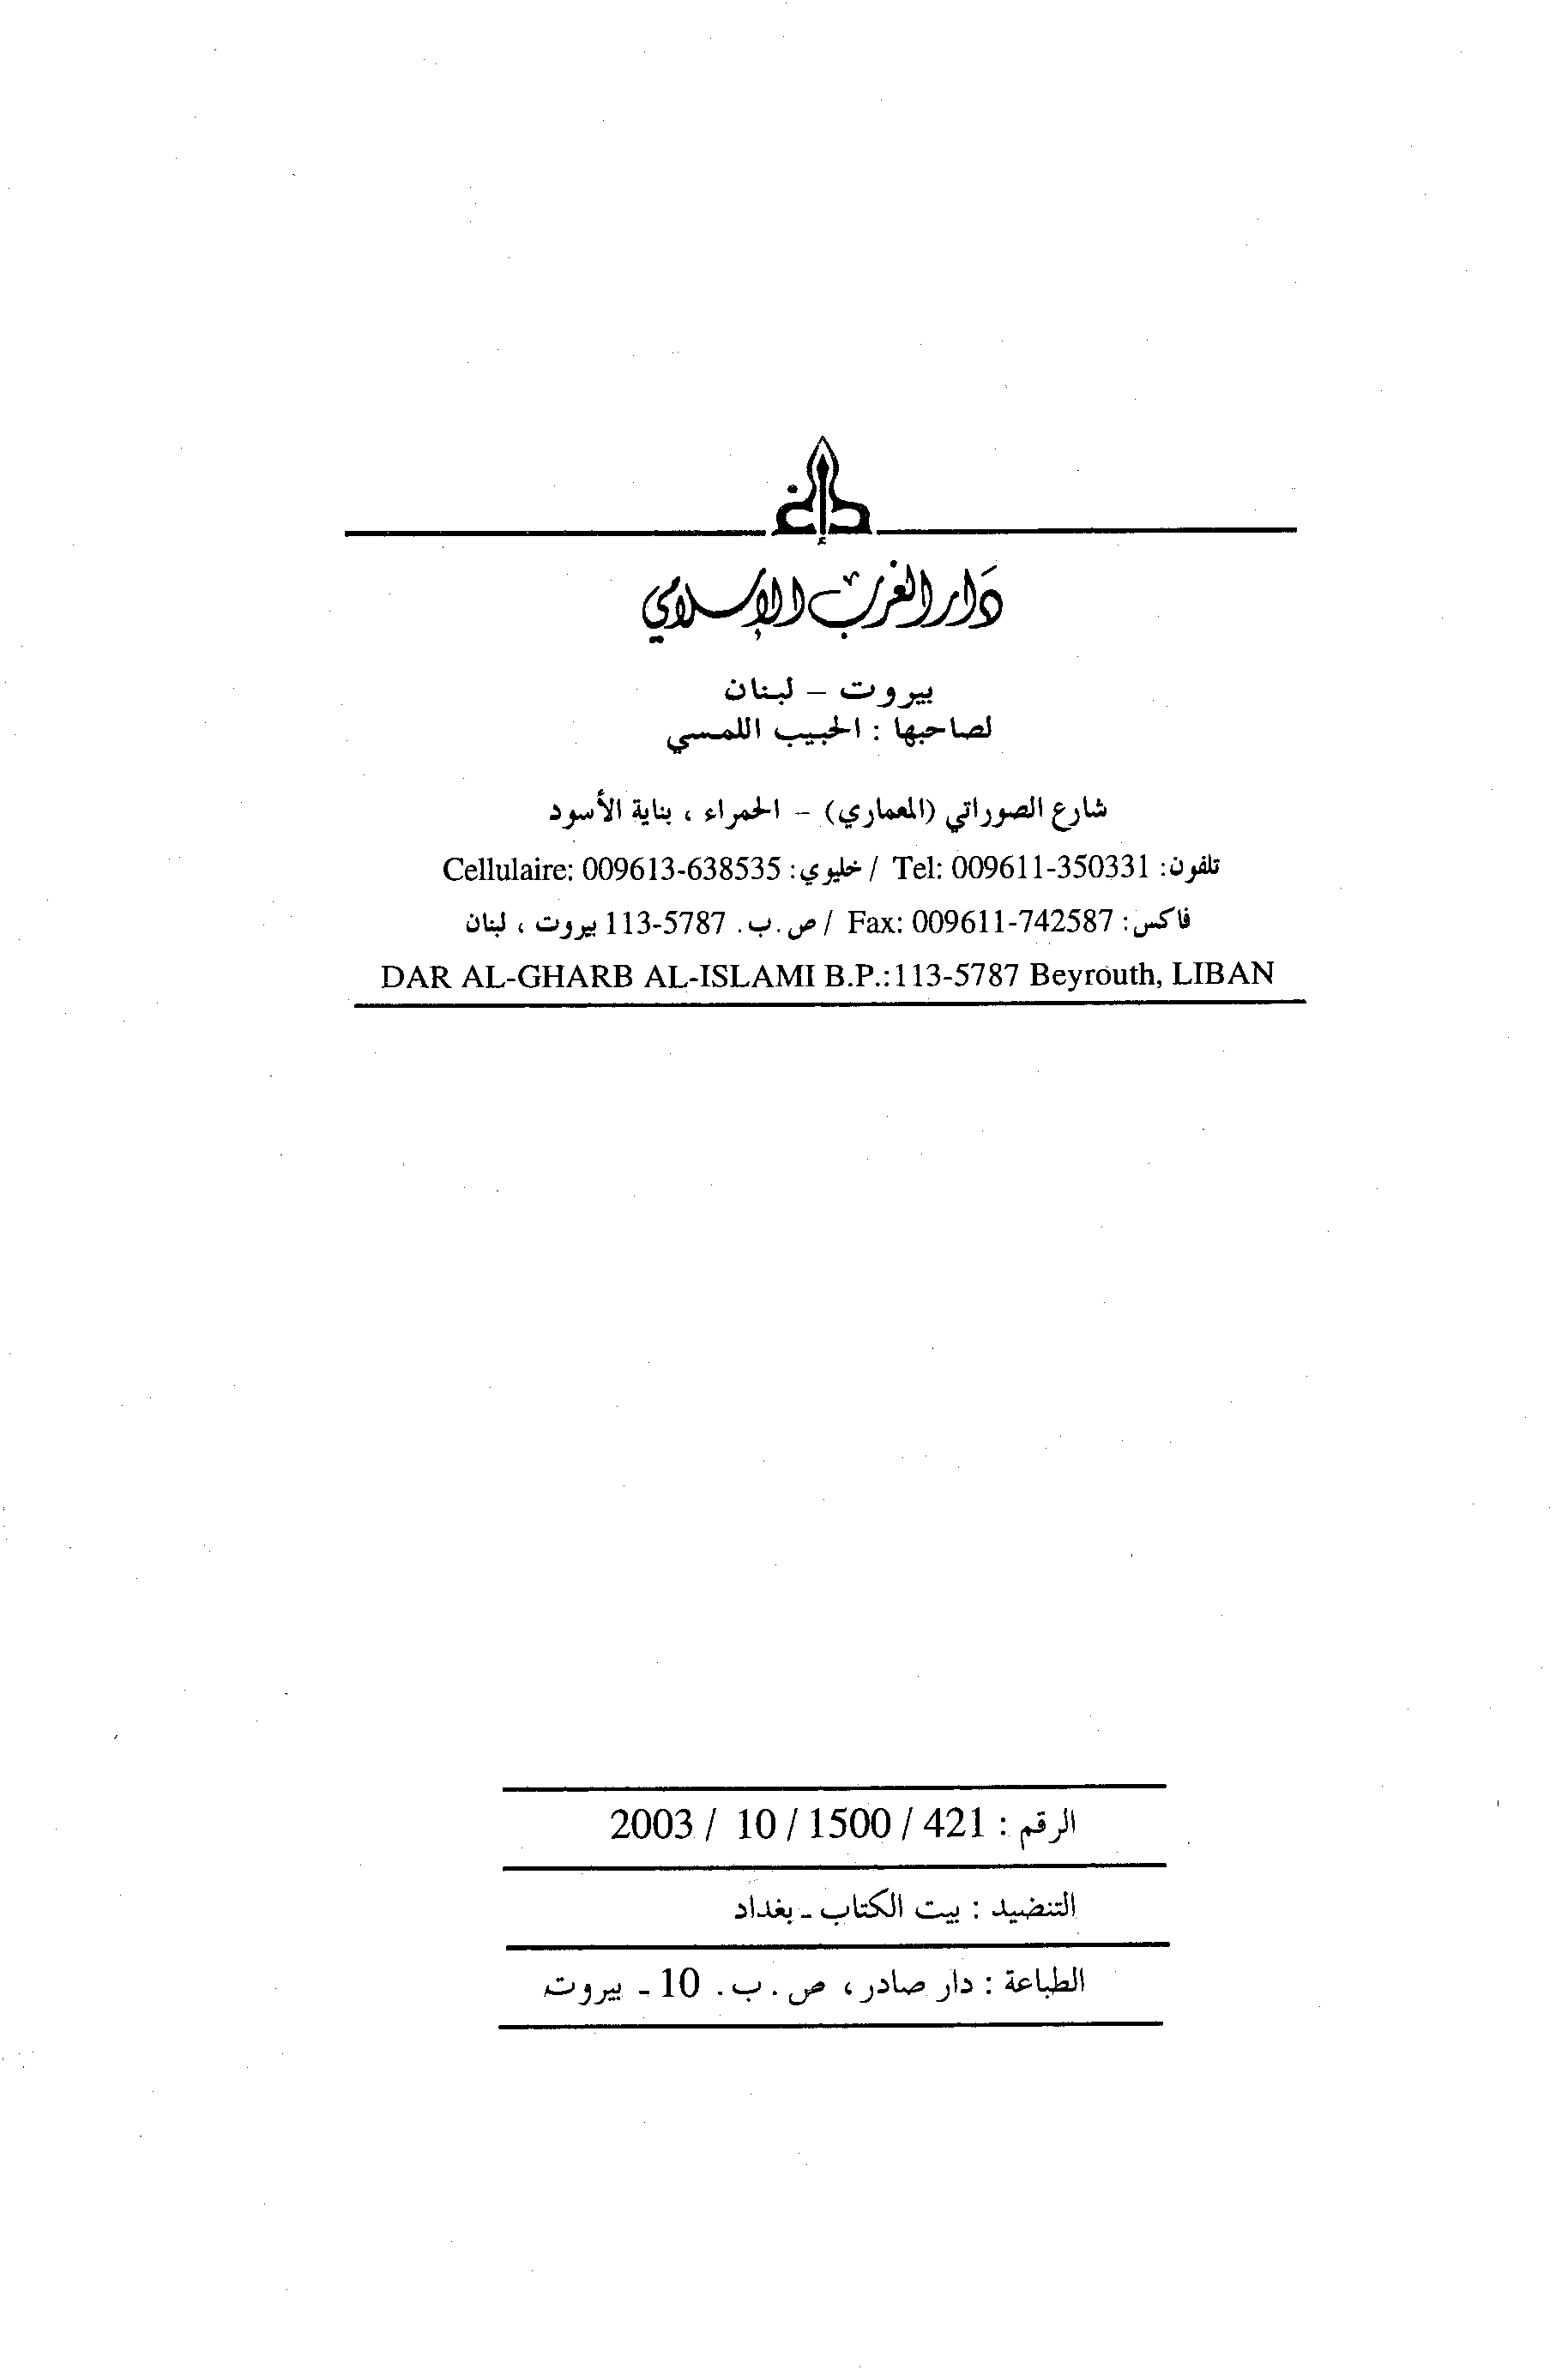 دار الغرب الإسلامي
بيروت – لبنان
لصاحبها : الحبيب اللمسي
شارع الصوراتي (المعماري) – الحمراء ، بناية الأسود
تلفون: Tel: 009611-350331 / خليوي: Cellulaire: 009613-638535
فاكس: Fax: 009611-742587 / ص.ب. 113-5787 بيروت ، لبنان
DAR AL-GHARB AL-ISLAMI B.P.:113-5787 Beyrouth, LIBAN
الرقم : 421 / 1500 / 10 / 2003
التنضيد : بيت الكتاب ـ بغداد
الطباعة : دار صادر ، ص . ب . 10 ـ بيروت